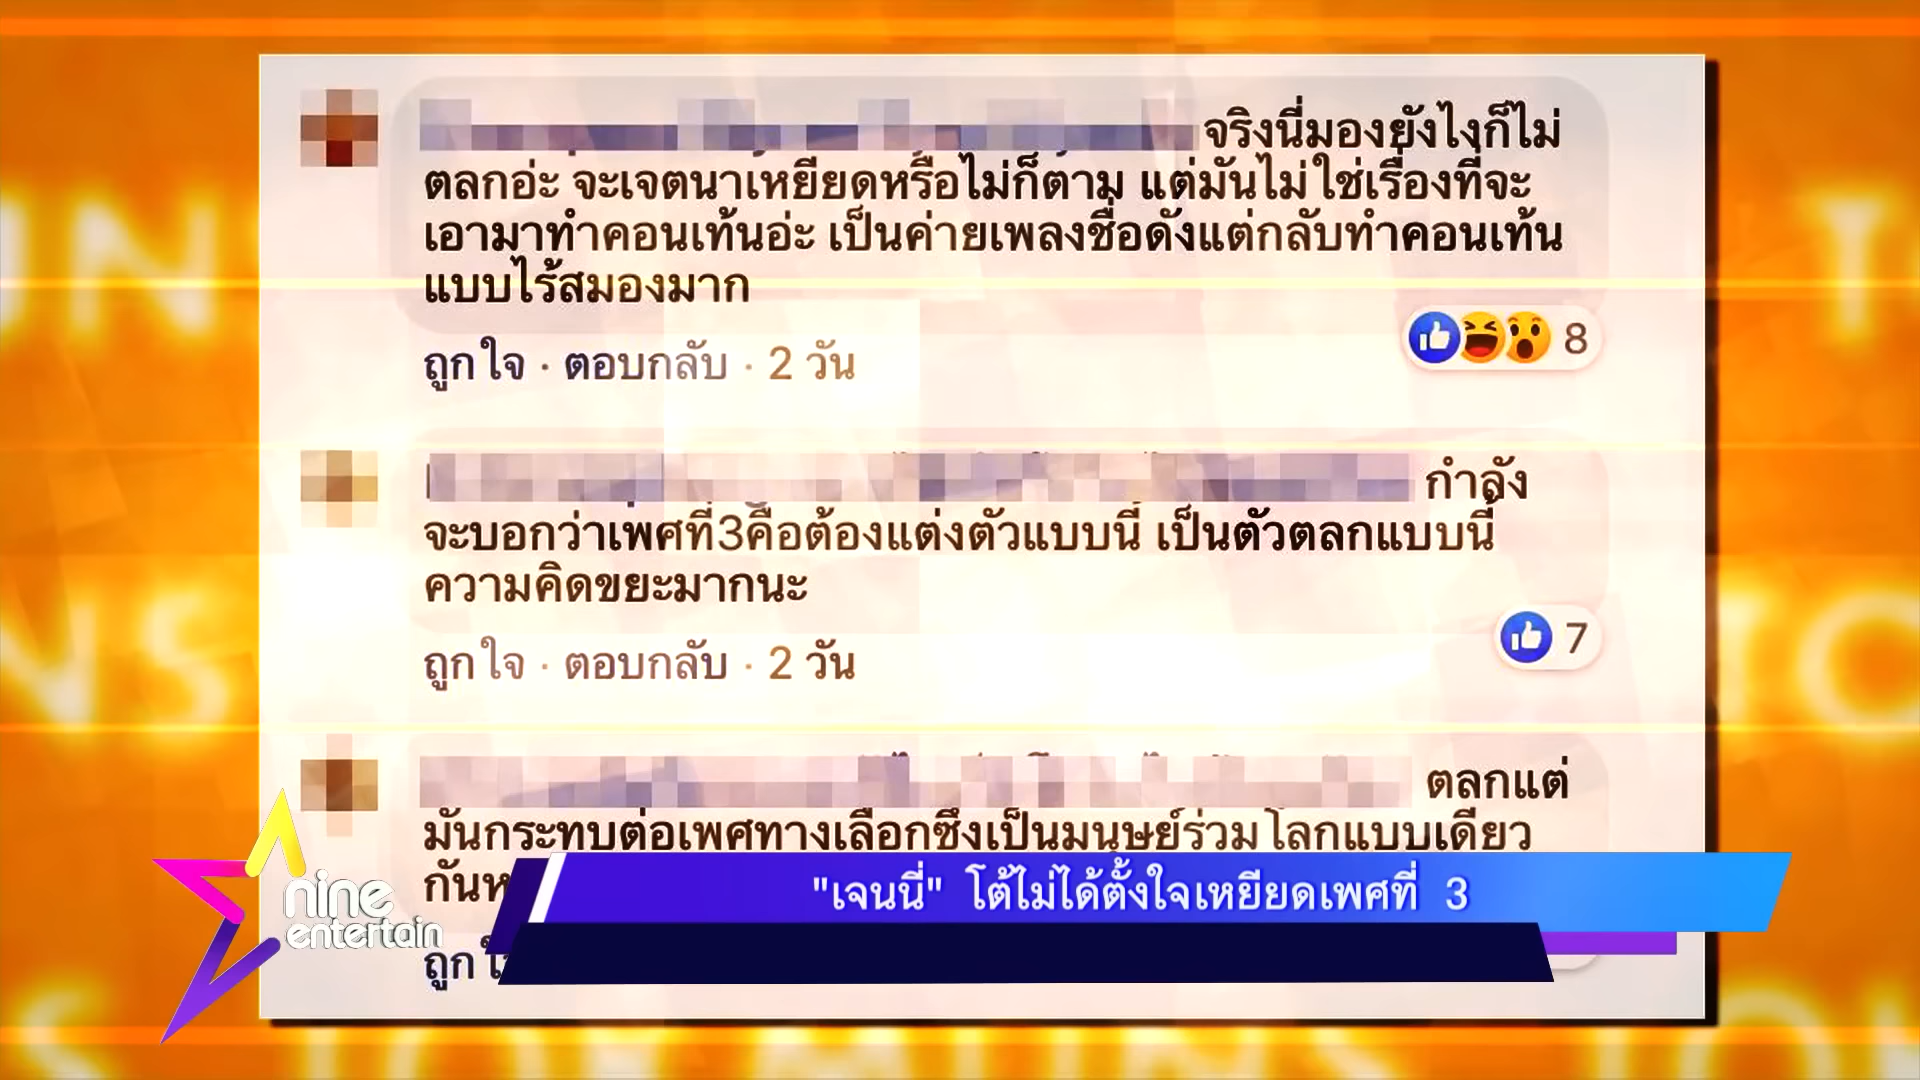 จริงนี่มองยังไงก็ไม่
ตลกอ่ะ จะเจตนาเหยียดหรือไม่ก็ตาม แต่มันไม่ใช่เรื่องที่จะ
เอามาทำคอนเท้นอ่ะ เป็นค่ายเพลงชื่อดังแต่กลับทำคอนเท้น
แบบไร้สมองมาก
8
ถูกใจ · ตอบกลับ · 2 วัน
กำลัง
จะบอกว่าเพศที่3คือต้องแต่งตัวแบบนี้ เป็นตัวตลกแบบนี้
ความคิดขยะมากนะ
7
ถูกใจ · ตอบกลับ · 2 วัน
ตลกแต่
มันกระทบต่อเพศทางเลือกซึ่งเป็นมนุษย์ร่วมโลกแบบเดียว
กัน
"เจนนี่" โต้ไม่ได้ตั้งใจเหยียดเพศที่ 3
nine
entertain
ถูก